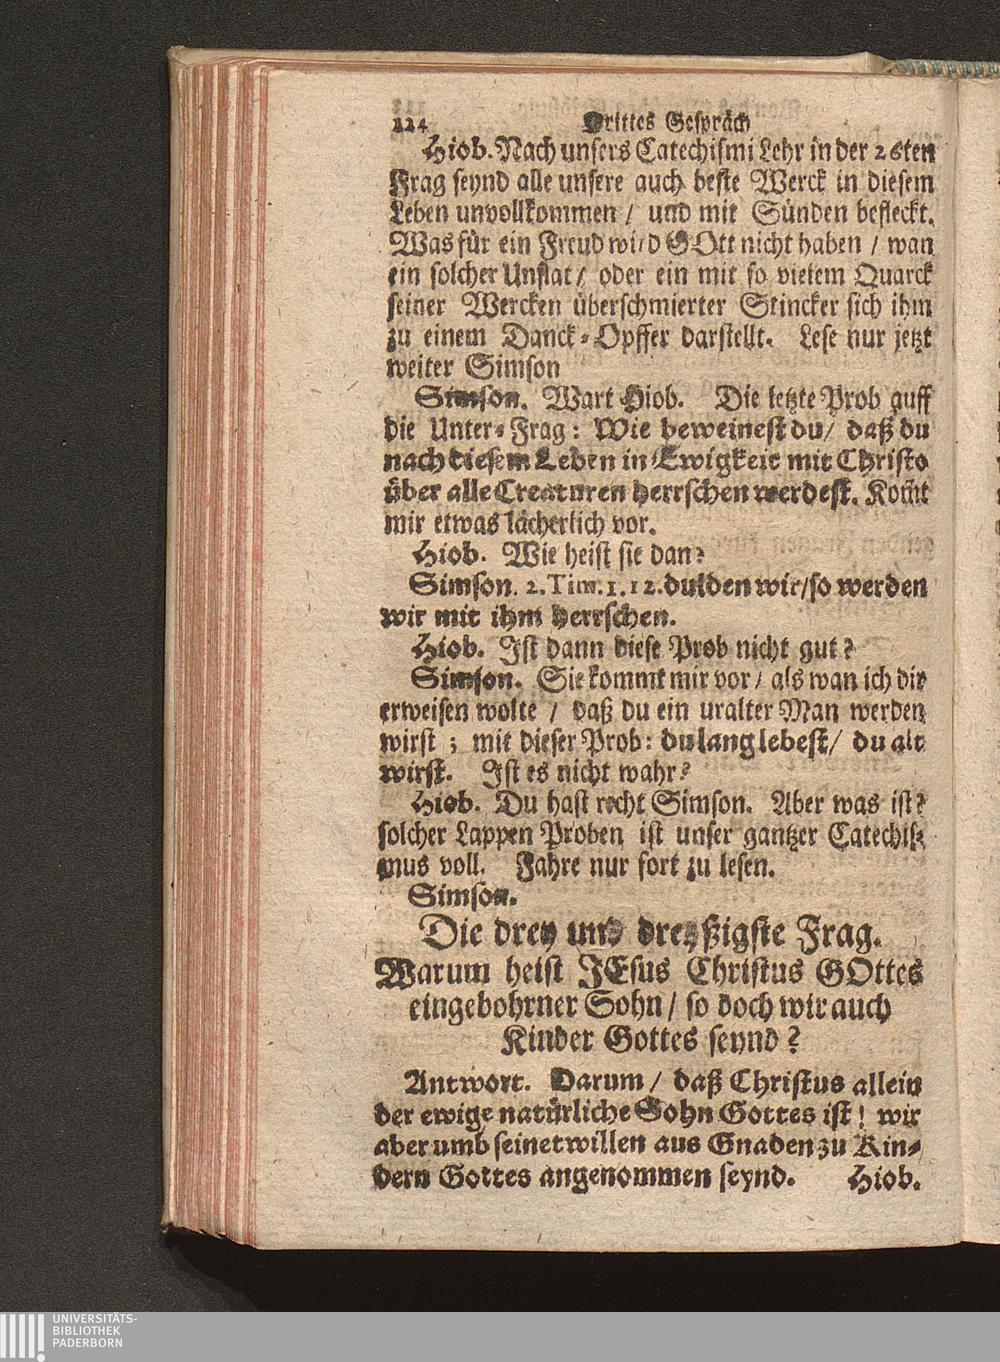 224 Drittes Gespräch
Hiob. Nach unsers Catechismi Lehr in der 26ten
Frag seynd alle unsere auch beste Werck in diesem
Leben unvollkommen / und mit Sünden befleckt.
Was für ein Freud wird GOtt nicht haben / wan
ein solcher Unflat / oder ein mit so vielem Quarck
seiner Wercken überschmierter Stincker sich ihm
zu einem Danck-Opffer darstellt. Lese nur jetzt
weiter Simson
Simson. Wart Hiob. Die letzte Prob auff
die Unter-Frag: Wie beweinest du / daß du
nach diesem Leben in Ewigkeit mit Christo
über alle Creaturen herrschen werdest. Kom̃t
mir etwas lächerlich vor.
Hiob. Wie heist sie dan?
Simson. 2. Tim. 1. 12. dulden wir / so werden
wir mit ihm herrschen.
Hiob. Ist dann diese Prob nicht gut?
Simson. Sie kommt mir vor / als wan ich dir
erweisen wolte / daß du ein uralter Man werden
wirst ; mit dieser Prob: du lang lebest / du alt
wirst. Ist es nicht wahr?
Hiob. Du hast recht Simson. Aber was ist?
solcher Lappen Proben ist unser gantzer Catechis-
mus voll. Fahre nur fort zu lesen.
Simson.
Die drey und dreyßigste Frag.
Warum heist JEsus Christus GOttes
eingebohrner Sohn / so doch wir auch
Kinder Gottes seynd?
Antwort. Darum / daß Christus allein
der ewige natürliche Sohn Gottes ist! wir
aber umb seinetwillen aus Gnaden zu Kin-
dern Gottes angenommen seynd. Hiob.
UNIVERSITÄTS-
BIBLIOTHEK
PADERBORN